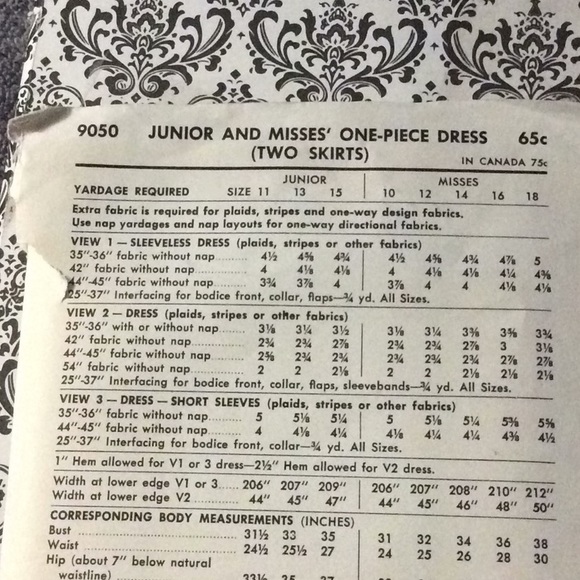 9050 JUNIOR AND MISSES' ONE-PIECE DRESS 65c
(TWO SKIRTS)
IN CANADA 75c
JUNIOR MISSES
YARDAGE REQUIRED SIZE 11 13 15 10 12 14 16 18
Extra fabric is required for plaids, stripes and one-way design fabrics.
Use nap yardages and nap layouts for one-way directional fabrics.
VIEW 1 — SLEEVELESS DRESS (plaids, stripes or other fabrics)
35"-36" fabric without nap 4½ 4⅝ 4¾ 4½ 4⅝ 4¾ 4⅞ 5
42" fabric without nap 4 4⅛ 4⅛ 4 4⅛ 4⅛ 4¼ 4⅜
44"-45" fabric without nap 3¾ 3⅞ 4 3⅞ 4 4 4⅛ 4⅛
25"-37" Interfacing for bodice front, collar, flaps—¾ yd. All Sizes.
VIEW 2 — DRESS (plaids, stripes or other fabrics)
35"-36" with or without nap 3⅛ 3¼ 3½ 3⅛ 3¼ 3⅜ 3⅝ 3¾
42" fabric without nap 2¾ 2¾ 2⅞ 2¾ 2¾ 2⅞ 3 3⅛
44"-45" fabric without nap 2⅝ 2¾ 2¾ 2¾ 2¾ 2¾ 2⅞ 2⅞
54" fabric without nap 2 2 2⅛ 2 2 2⅛ 2⅛ 2⅛
25"-37" Interfacing for bodice front, collar, flaps, sleevebands—¾ yd. All Sizes.
VIEW 3 — DRESS — SHORT SLEEVES (plaids, stripes or other fabrics)
35"-36" fabric without nap 5 5⅛ 5¼ 5 5⅛ 5¼ 5⅜ 5⅝
44"-45" fabric without nap 4 4⅛ 4¼ 4⅛ 4¼ 4¼ 4⅜ 4½
25"-37" Interfacing for bodice front, collar—¾ yd. All Sizes.
1" Hem allowed for V1 or 3 dress—2½" Hem allowed for V2 dress.
Width at lower edge V1 or 3 206" 207" 209" 206" 207" 208" 210" 212"
Width at lower edge V2 44" 45" 47" 44" 45" 46" 48" 50"
CORRESPONDING BODY MEASUREMENTS (INCHES)
Bust 31½ 33 35 31 32 34 36 38
Waist 24½ 25½ 27 24 25 26 28 30
Hip (about 7" below natural
waistline) 33½ 35 37